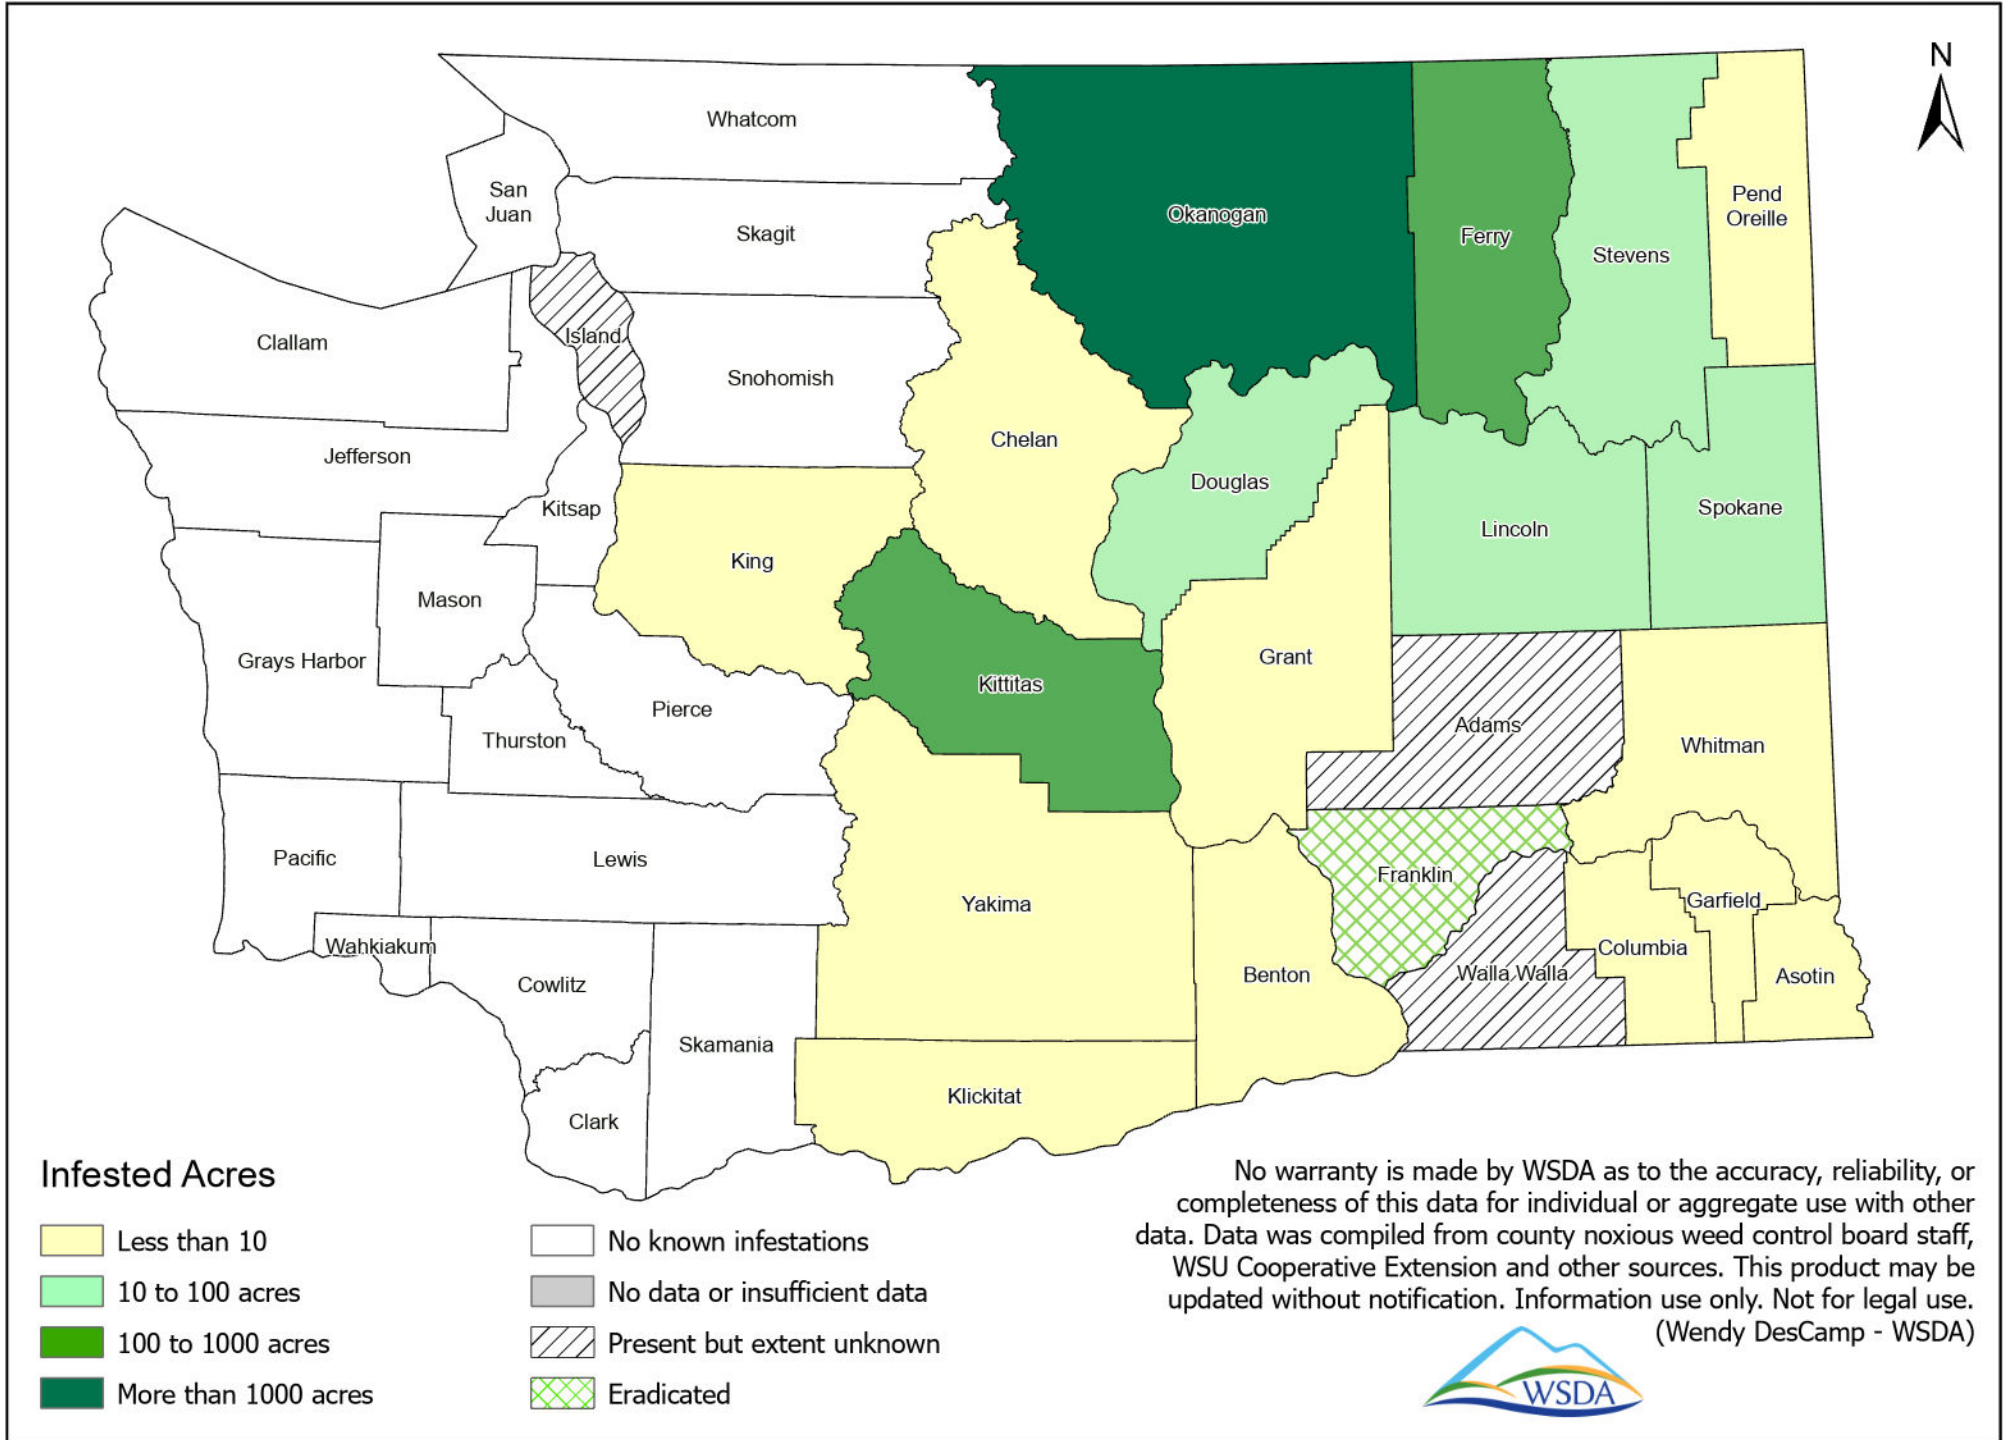 N
Whatcom
San
Juan
Skagit
Okanogan
Ferry
Stevens
Pend
Oreille
Clallam
Island
Snohomish
Chelan
Jefferson
Kitsap
Douglas
Lincoln
Spokane
King
Mason
Grays Harbor
Kittitas
Grant
Pierce
Thurston
Adams
Whitman
Pacific
Lewis
Yakima
Franklin
Garfield
Wahkiakum
Columbia
Cowlitz
Benton
Walla Walla
Asotin
Skamania
Klickitat
Clark
Infested Acres
Less than 10
10 to 100 acres
100 to 1000 acres
More than 1000 acres
No known infestations
No data or insufficient data
Present but extent unknown
Eradicated
No warranty is made by WSDA as to the accuracy, reliability, or
completeness of this data for individual or aggregate use with other
data. Data was compiled from county noxious weed control board staff,
WSU Cooperative Extension and other sources. This product may be
updated without notification. Information use only. Not for legal use.
(Wendy DesCamp - WSDA)
WSDA